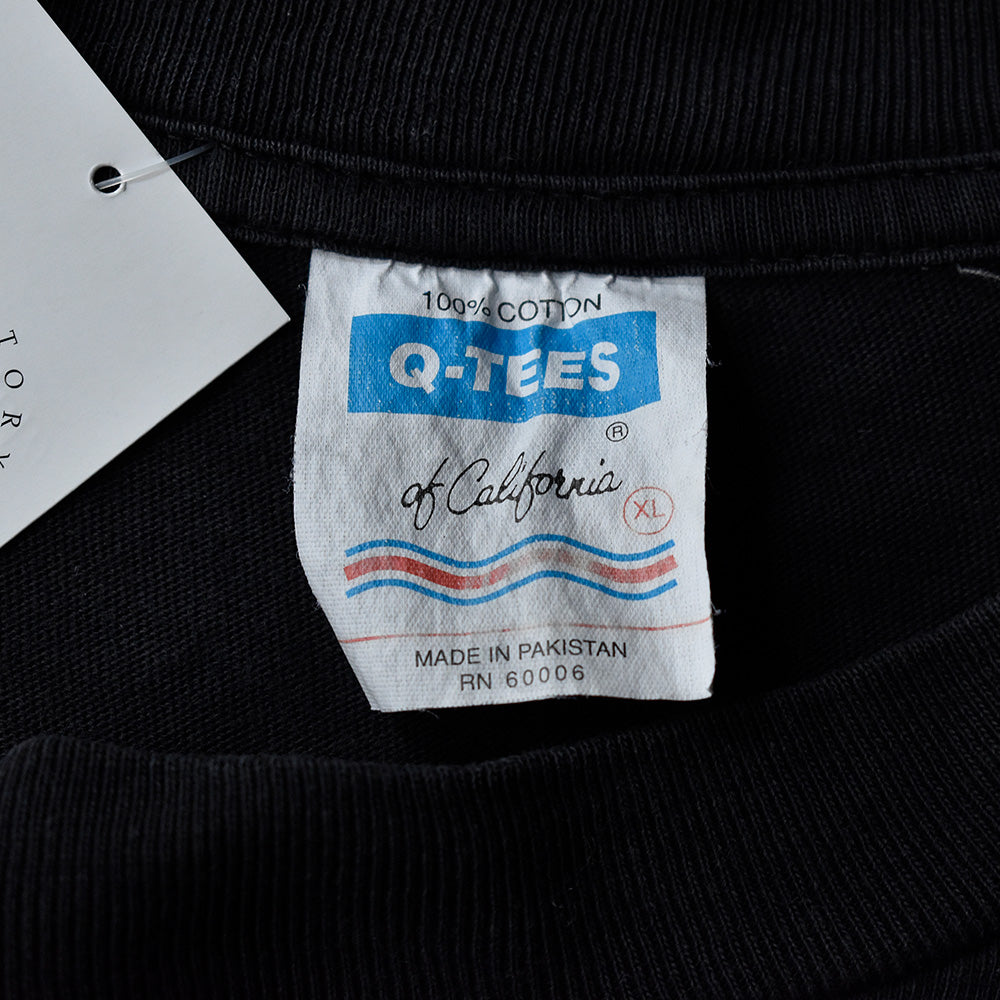 100% COTTON
Q-TEES
®
of California
XL
MADE IN PAKISTAN
RN 60006